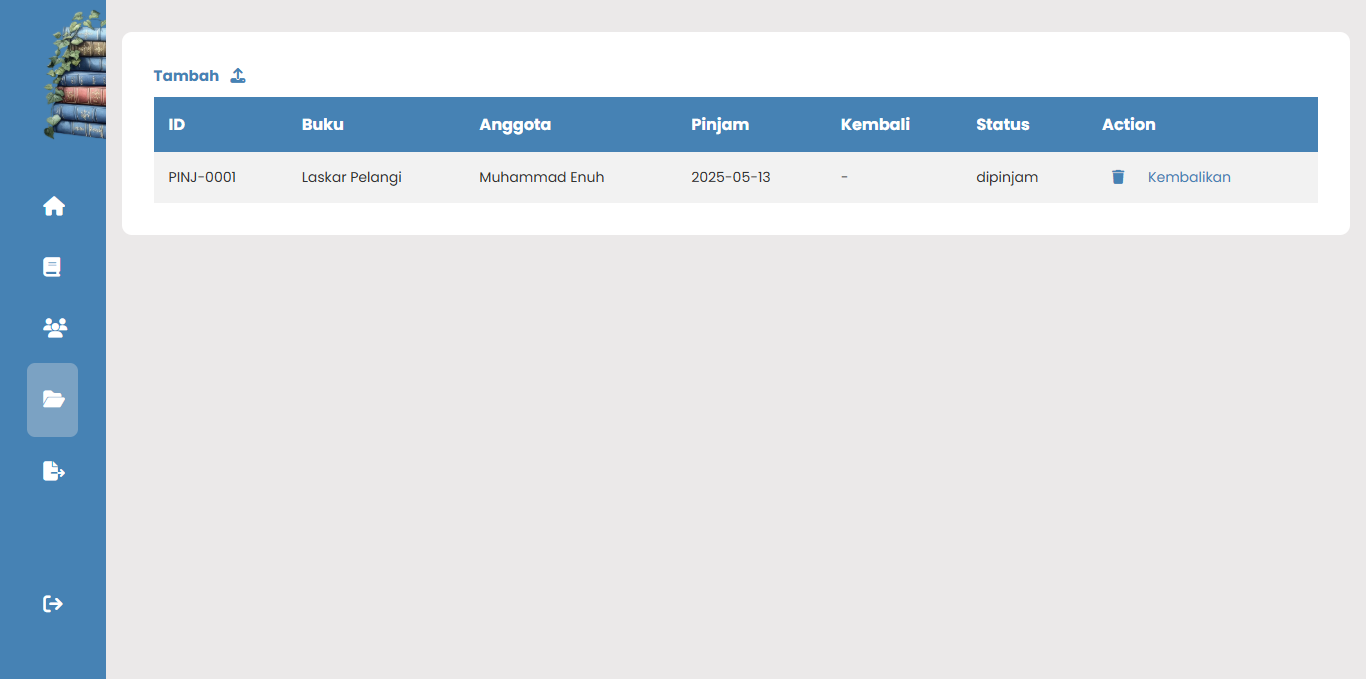 Tambah
ID Buku Anggota Pinjam Kembali Status Action
PINJ-0001 Laskar Pelangi Muhammad Enuh 2025-05-13 - dipinjam Kembalikan